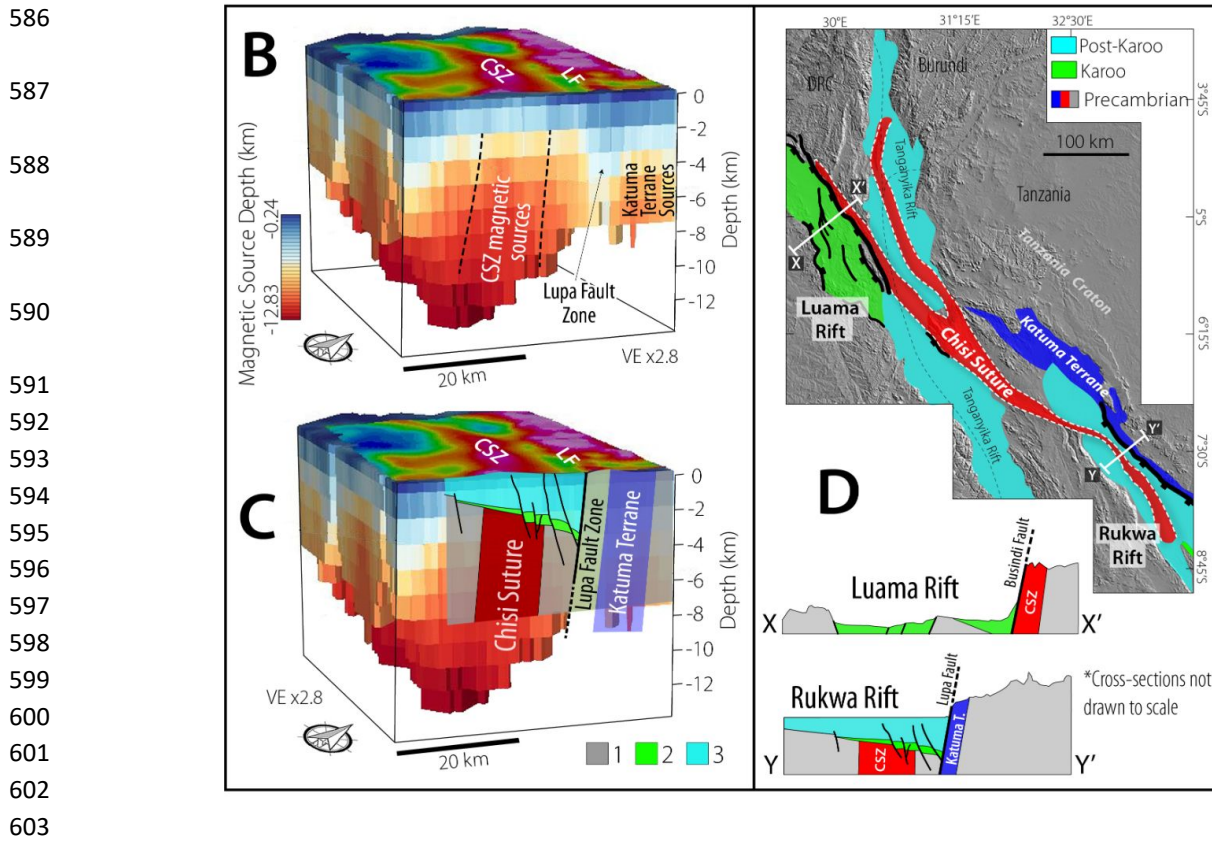 586
587
588
589
590
591
592
593
594
595
596
597
598
599
600
601
602
603
B
CSZ
LF
0
-2
-4
-6
-8
-10
-12
Depth (km)
Magnetic Source Depth (km)
-0.24
-12.83
CSZ magnetic
sources
Katuma
Terrane
Sources
Lupa Fault
Zone
VE x2.8
20 km
C
CSZ
LF
0
-2
-4
-6
-8
-10
-12
Depth (km)
Chisi Suture
Lupa Fault Zone
Katuma Terrane
VE x2.8
20 km
1
2
3
30°E
31°15'E
32°30'E
Post-Karoo
Karoo
Precambrian
100 km
3°45'S
5°S
6°15'S
7°30'S
8°45'S
DRC
Burundi
Tanganyika Rift
Tanzania
Tanzania Craton
X'
X
Luama
Rift
Chisi Suture
Katuma Terrane
Tanganyika Rift
Y'
Y
Rukwa
Rift
D
Luama Rift
Busindi Fault
CSZ
X
X'
Rukwa Rift
Lupa Fault
CSZ
Katuma T.
Y
Y'
*Cross-sections not
drawn to scale